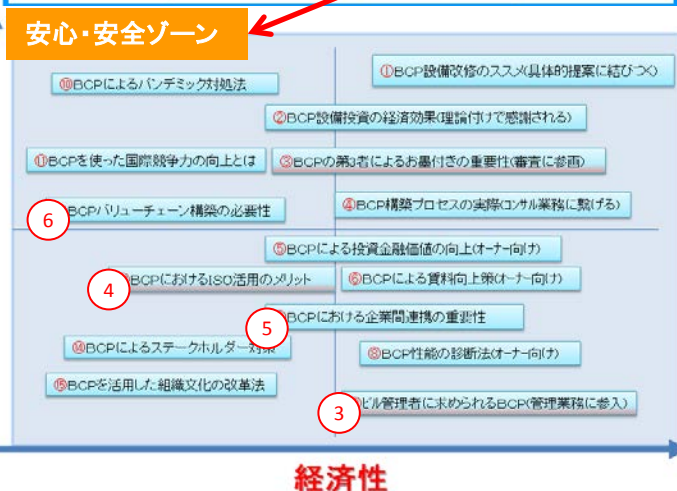 安心・安全ゾーン
①BCP設備改修のススメ(具体的提案に結びつく)
⑩BCPによるパンデミック対処法
②BCP設備投資の経済効果(理論付けで感謝される)
⑪BCPを使った国際競争力の向上とは
③BCPの第3者によるお墨付きの重要性(審査に参画)
④BCP構築プロセスの実際(コンサル業務に繋げる)
6
BCPバリューチェーン構築の必要性
⑤BCPによる投資金融価値の向上(オーナー向け)
4
BCPにおけるISO活用のメリット
⑥BCPによる賃料向上策(オーナー向け)
5
BCPにおける企業間連携の重要性
⑭BCPによるステークホルダー対策
⑧BCP性能の診断法(オーナー向け)
⑮BCPを活用した組織文化の改革法
3
ビル管理者に求められるBCP(管理業務に参入)
経済性